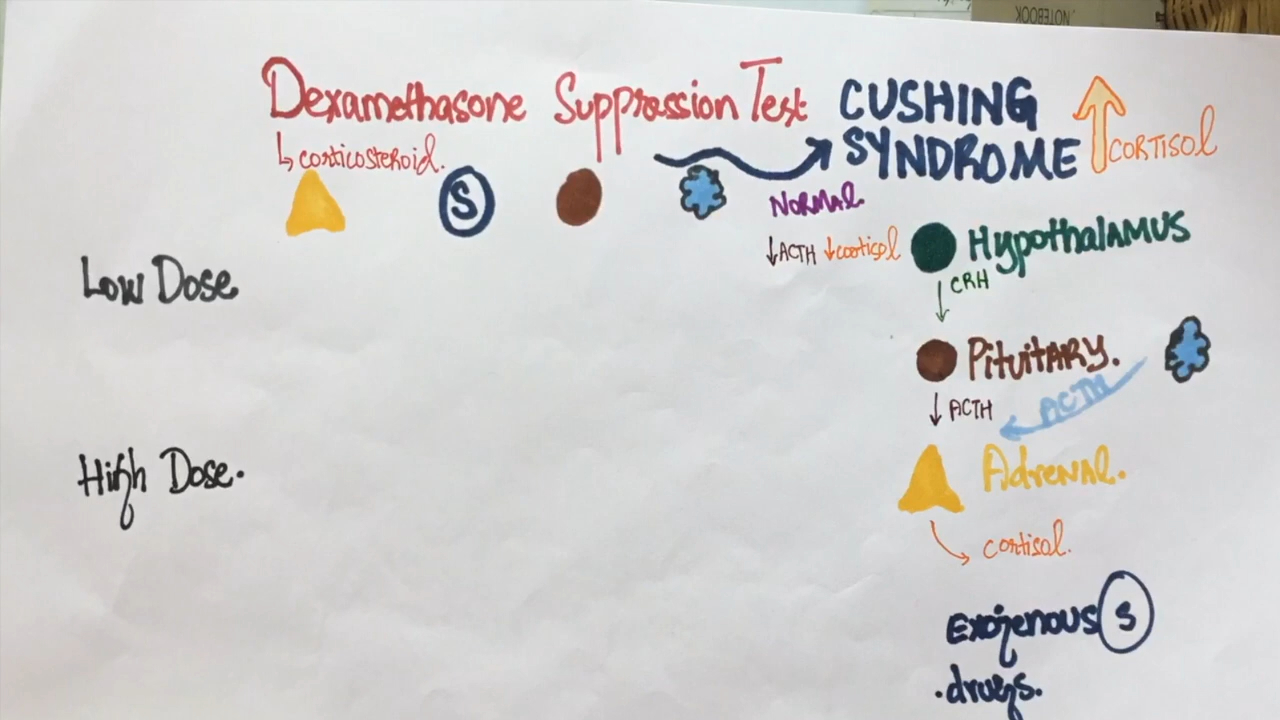 NOTEBOOK
Dexamethasone Suppression Test
CUSHING
SYNDROME
CORTISOL
↳ corticosteroid.
S
NORMAL
↓ACTH ↓cortisol
HypothalAMUS
CRH
Low Dose
PituitARY.
ACTH
ACTH
High Dose.
AdrenAl.
cortisol.
Exogenous S
.drugs.